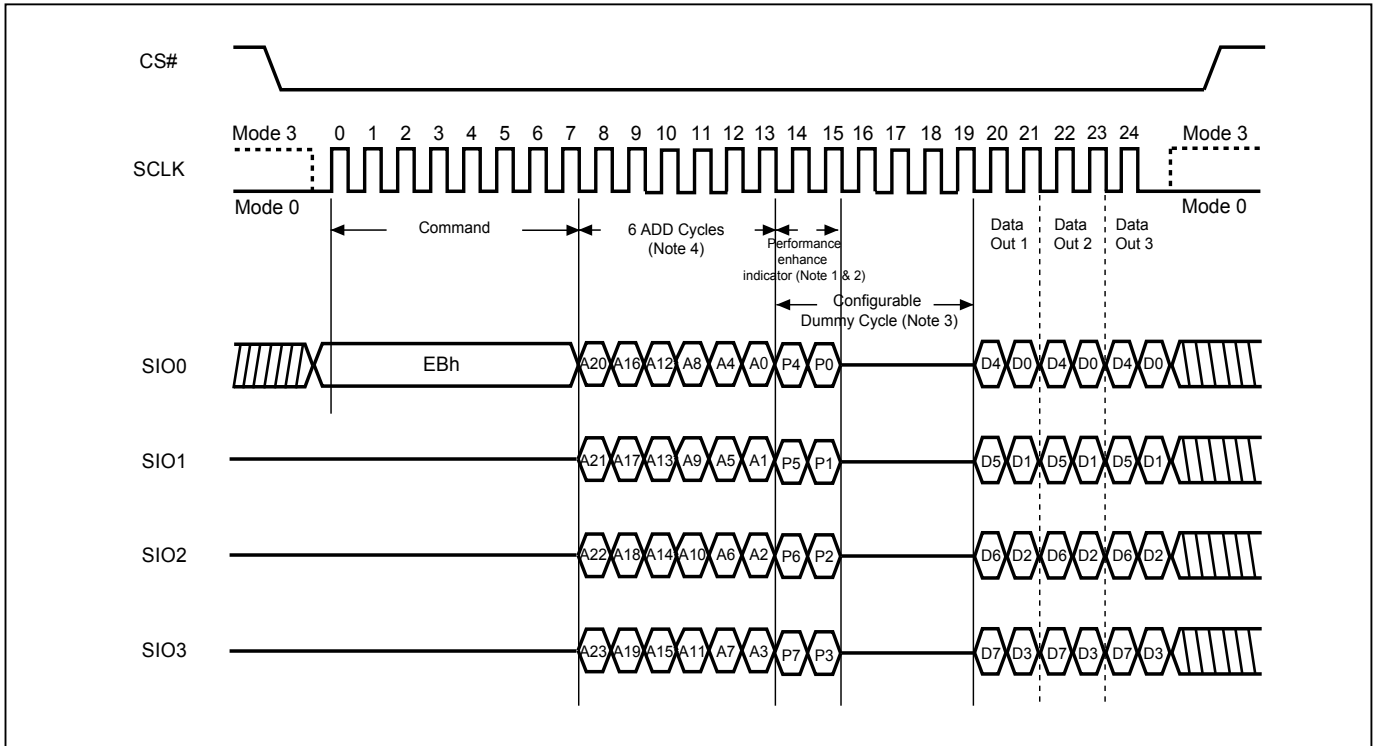 CS#
Mode 3 0 1 2 3 4 5 6 7 8 9 10 11 12 13 14 15 16 17 18 19 20 21 22 23 24 Mode 3
SCLK
Mode 0 Mode 0
Command
6 ADD Cycles
(Note 4)
Performance
enhance
indicator (Note 1 & 2)
Data
Out 1
Data
Out 2
Data
Out 3
Configurable
Dummy Cycle (Note 3)
SIO0 EBh A20 A16 A12 A8 A4 A0 P4 P0 D4 D0 D4 D0 D4 D0
SIO1 A21 A17 A13 A9 A5 A1 P5 P1 D5 D1 D5 D1 D5 D1
SIO2 A22 A18 A14 A10 A6 A2 P6 P2 D6 D2 D6 D2 D6 D2
SIO3 A23 A19 A15 A11 A7 A3 P7 P3 D7 D3 D7 D3 D7 D3